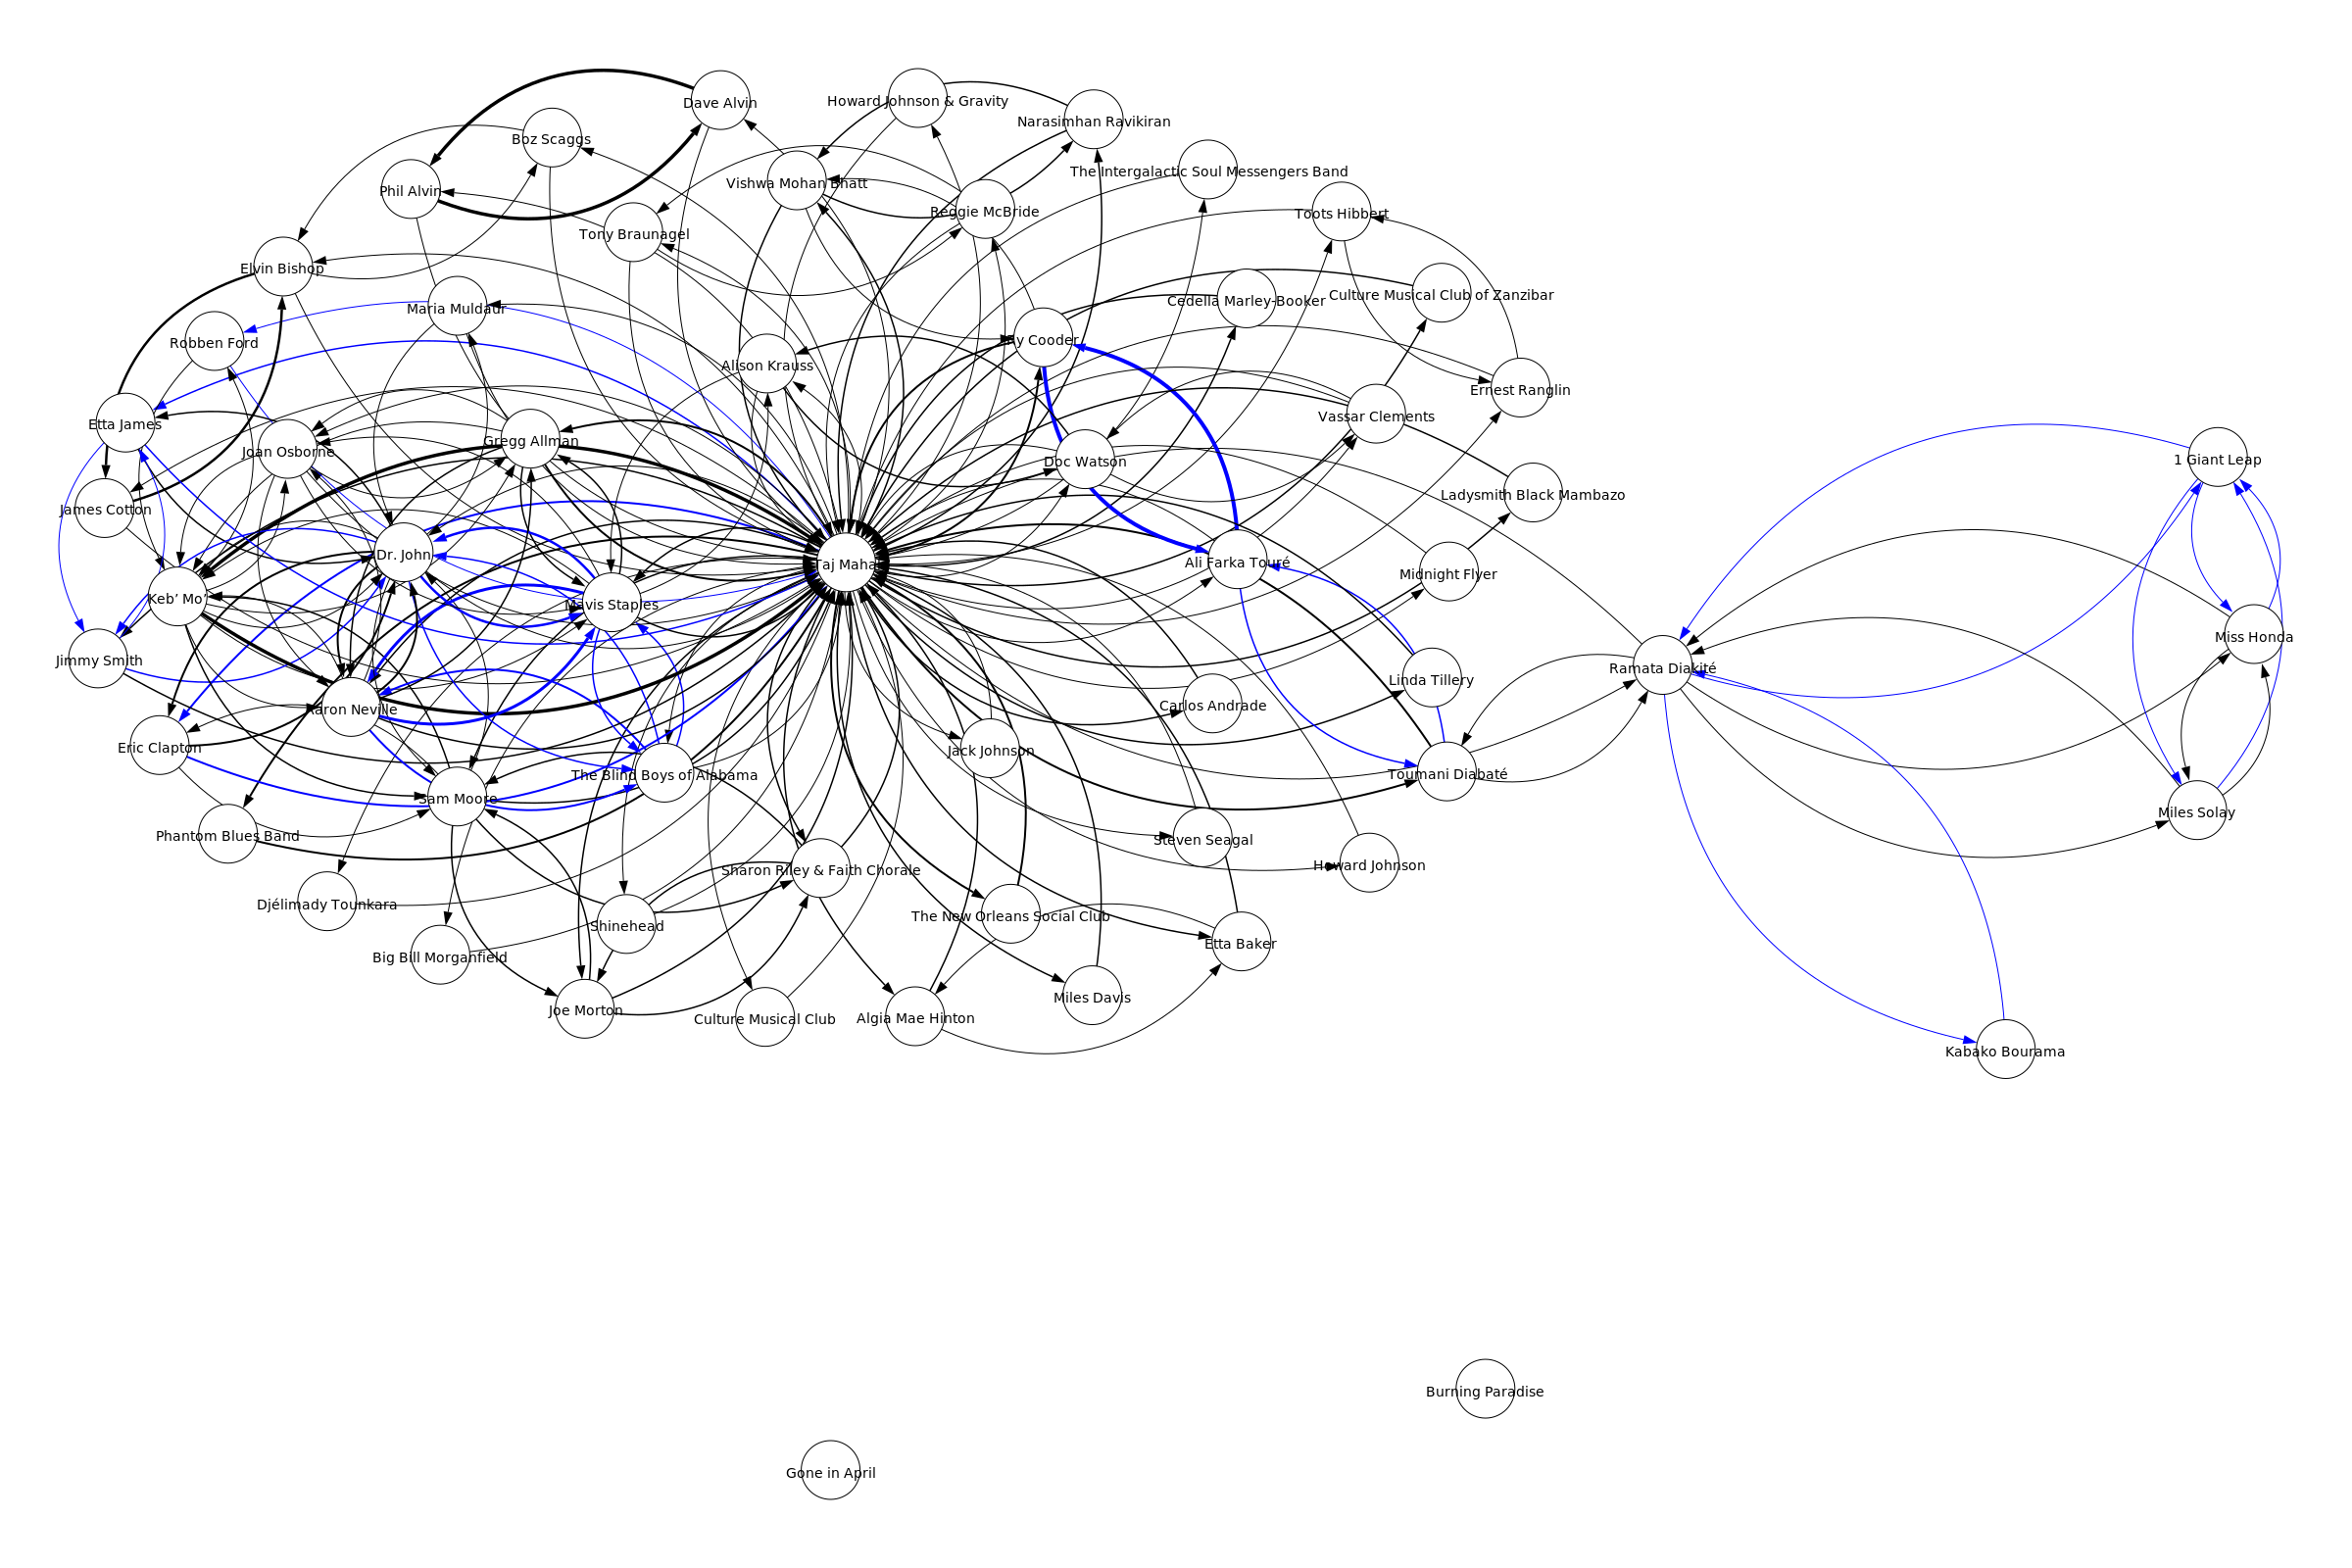 Dave Alvin
Howard Johnson & Gravity
Narasimhan Ravikiran
Boz Scaggs
The Intergalactic Soul Messengers Band
Phil Alvin
Vishwa Mohan Bhatt
Reggie McBride
Toots Hibbert
Tony Braunagel
Elvin Bishop
Culture Musical Club of Zanzibar
Cedella Marley-Booker
Maria Muldaur
Robben Ford
Ry Cooder
Alison Krauss
Ernest Ranglin
Vassar Clements
Etta James
Gregg Allman
Joan Osborne
Doc Watson
1 Giant Leap
Ladysmith Black Mambazo
James Cotton
Dr. John
Taj Mahal
Ali Farka Touré
Midnight Flyer
Keb’ Mo’
Mavis Staples
Miss Honda
Jimmy Smith
Ramata Diakité
Linda Tillery
Aaron Neville
Carlos Andrade
Eric Clapton
Jack Johnson
The Blind Boys of Alabama
Toumani Diabaté
Sam Moore
Miles Solay
Phantom Blues Band
Steven Seagal
Howard Johnson
Sharon Riley & Faith Chorale
Djélimady Tounkara
The New Orleans Social Club
Shinehead
Etta Baker
Big Bill Morganfield
Miles Davis
Joe Morton
Culture Musical Club
Algia Mae Hinton
Kabako Bourama
Burning Paradise
Gone in April